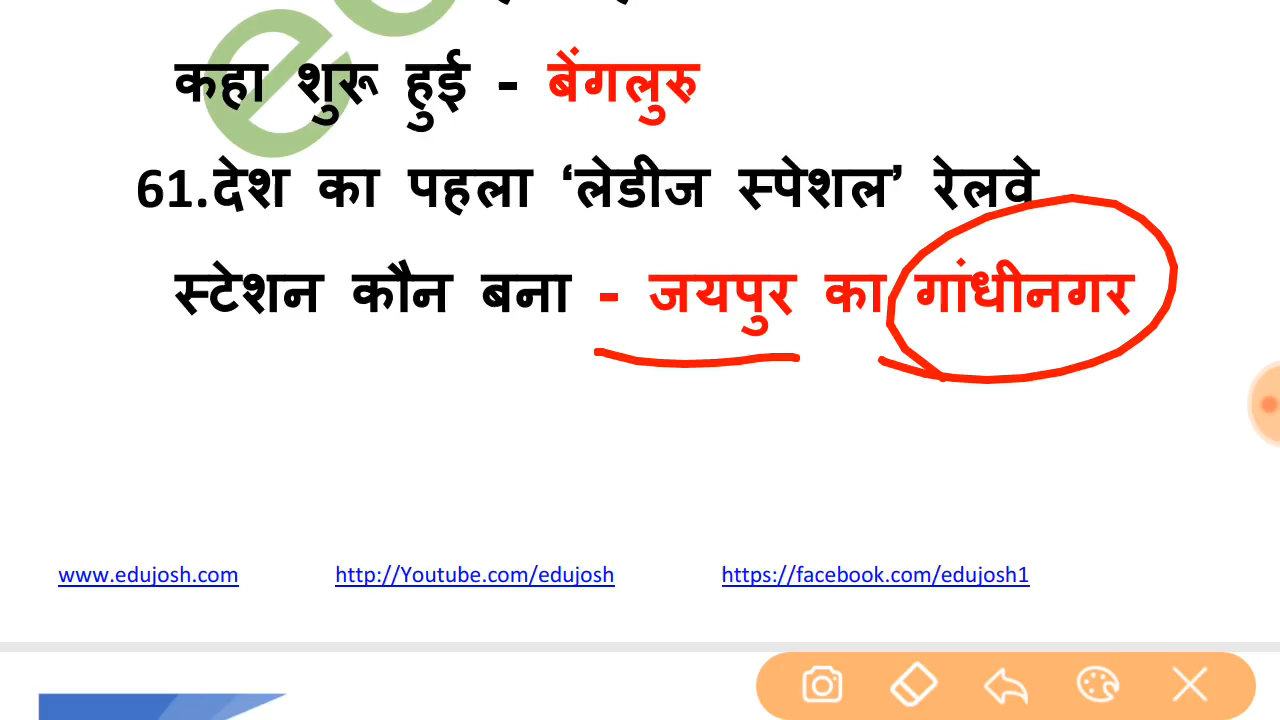 कहा शुरू हुई - बेंगलुरु
61.देश का पहला ‘लेडीज स्पेशल’ रेलवे
स्टेशन कौन बना - जयपुर का गांधीनगर
www.edujosh.com http://Youtube.com/edujosh https://facebook.com/edujosh1